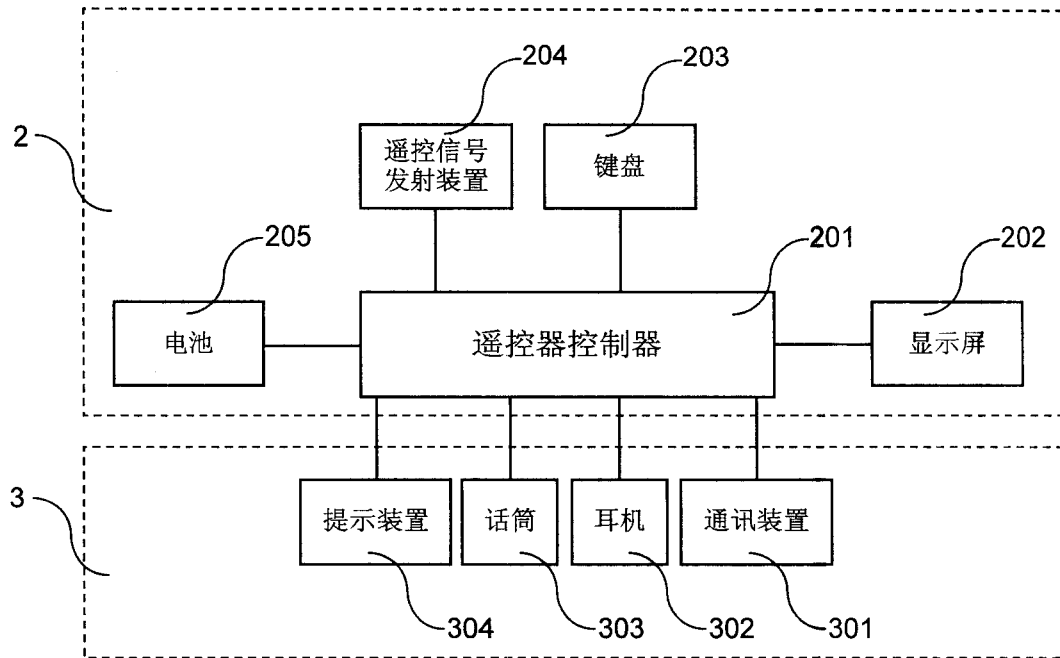 204
203
2
遥控信号
发射装置
键盘
205
201
202
电池
遥控器控制器
显示屏
3
提示装置
话筒
耳机
通讯装置
304
303
302
301